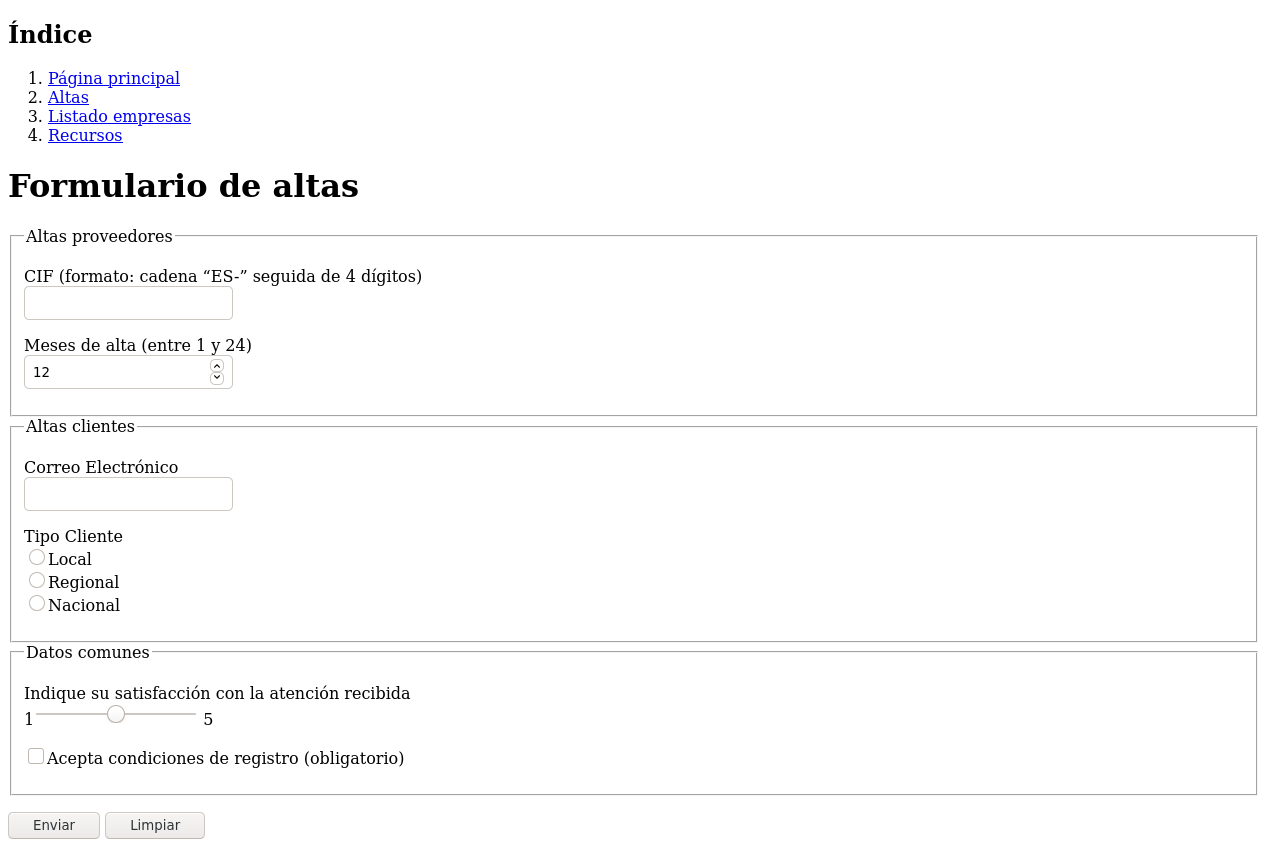 Índice
1. Página principal
2. Altas
3. Listado empresas
4. Recursos
Formulario de altas
Altas proveedores
CIF (formato: cadena “ES-” seguida de 4 dígitos)
Meses de alta (entre 1 y 24)
12
Altas clientes
Correo Electrónico
Tipo Cliente
Local
Regional
Nacional
Datos comunes
Indique su satisfacción con la atención recibida
1 5
Acepta condiciones de registro (obligatorio)
Enviar Limpiar